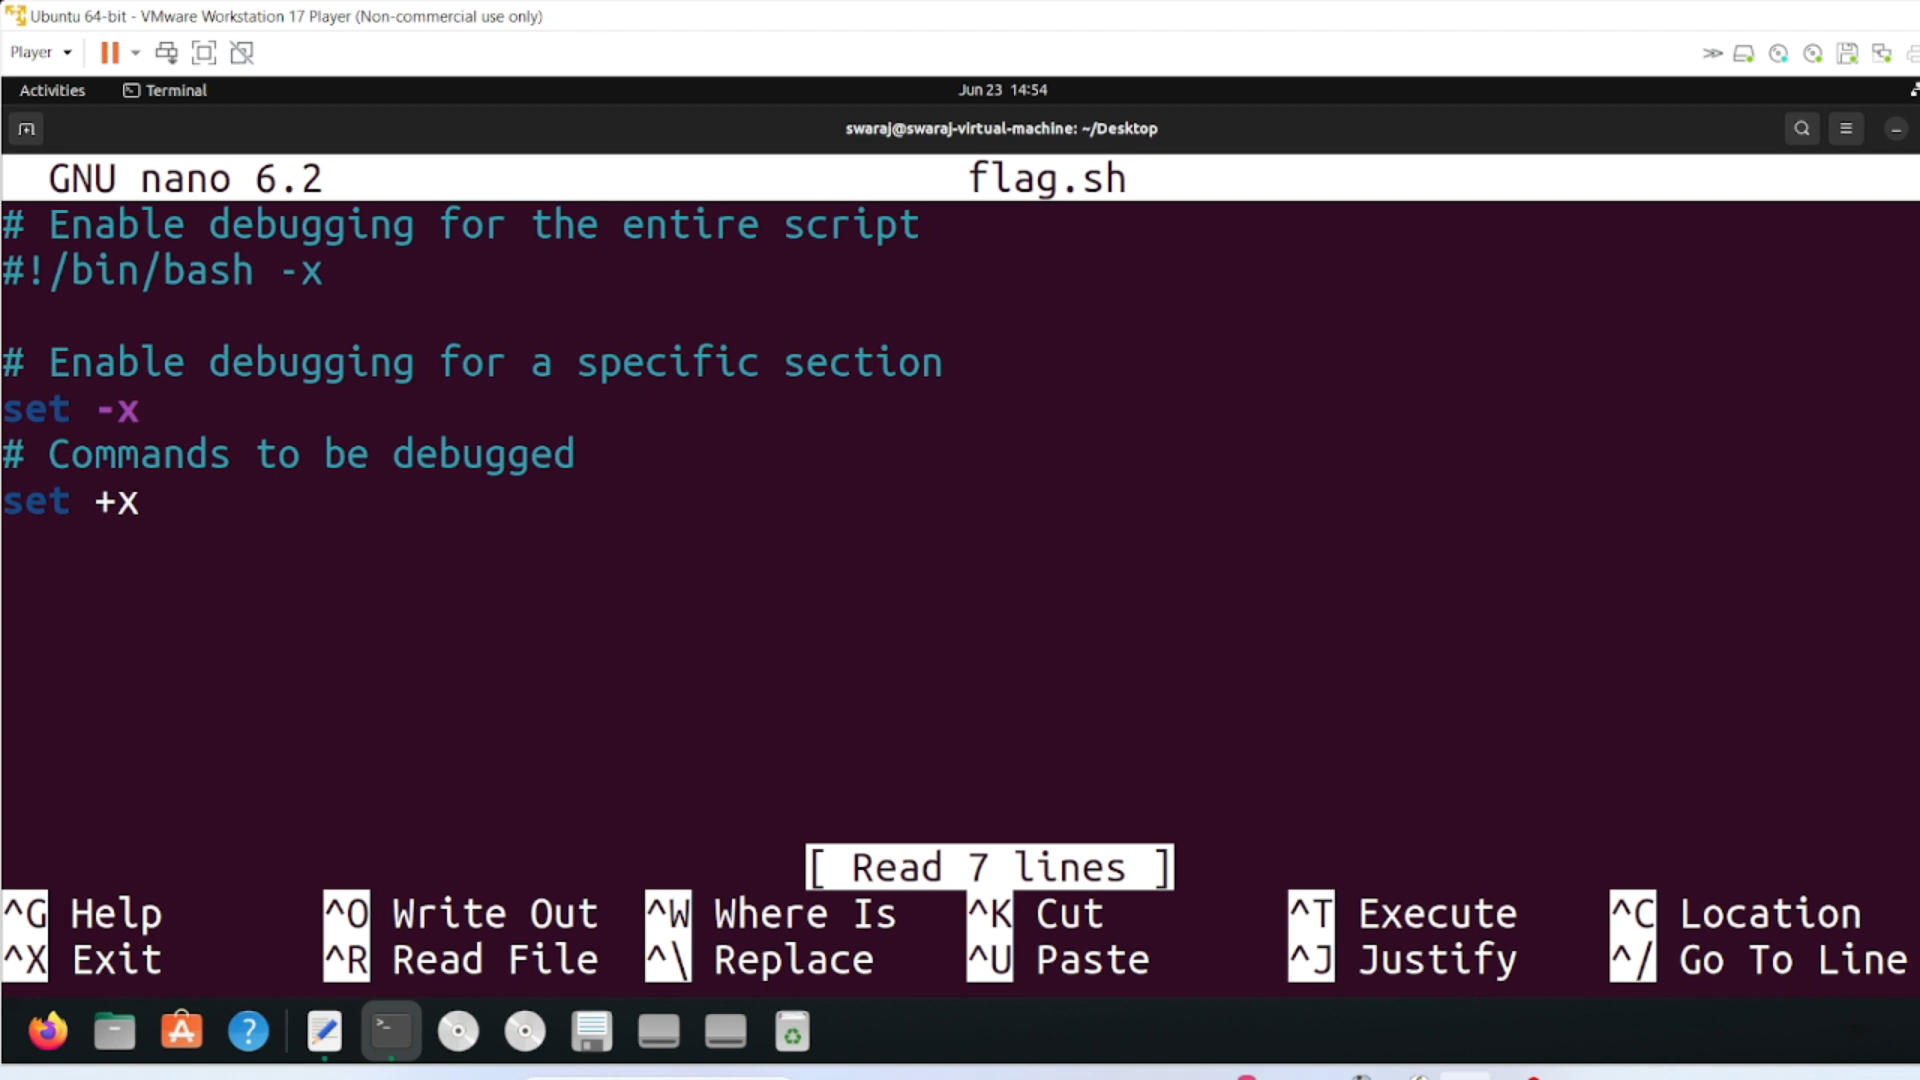 Ubuntu 64-bit - VMware Workstation 17 Player (Non-commercial use only)
Player
Activities Terminal Jun 23 14:54
swaraj@swaraj-virtual-machine: ~/Desktop
GNU nano 6.2 flag.sh
# Enable debugging for the entire script
#!/bin/bash -x
# Enable debugging for a specific section
set -x
# Commands to be debugged
set +x
[ Read 7 lines ]
^G Help ^O Write Out ^W Where Is ^K Cut ^T Execute ^C Location
^X Exit ^R Read File ^\ Replace ^U Paste ^J Justify ^/ Go To Line